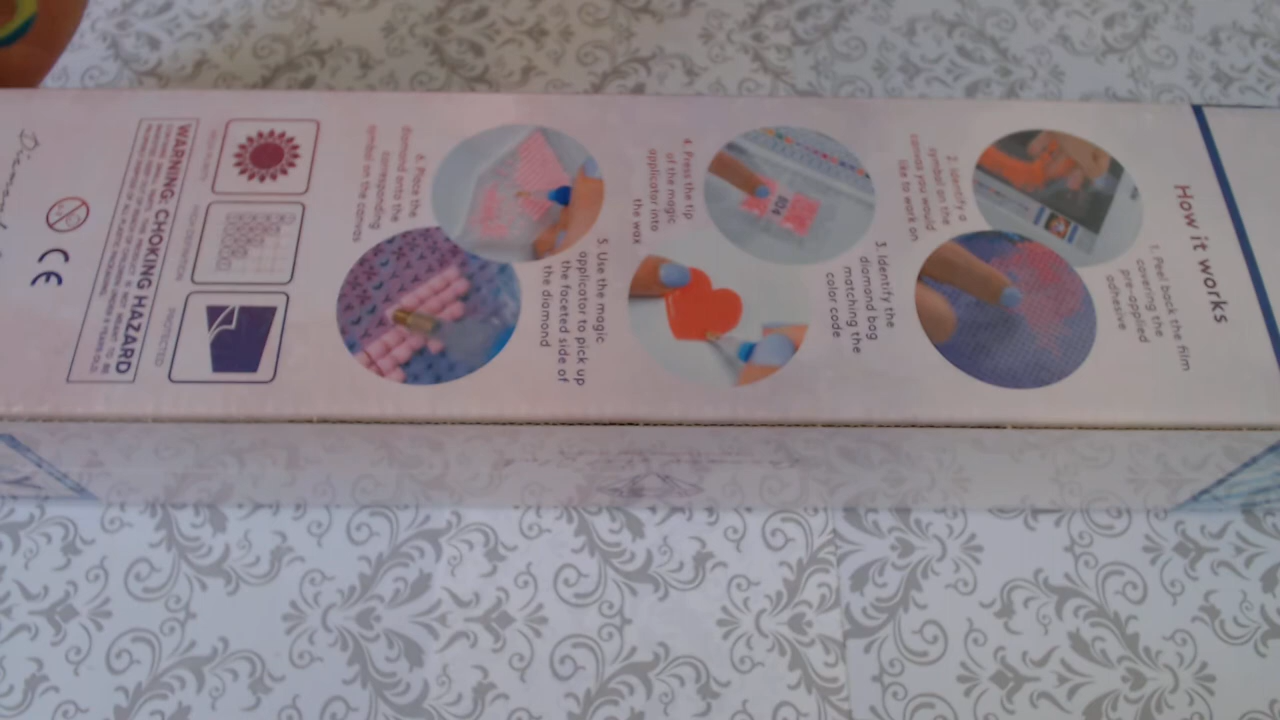 How it works
1. Peel back the film
covering the
pre-applied
adhesive
2. Identify a
symbol on the
canvas you would
like to work on
3. Identify the
diamond bag
matching the
color code
804
4. Press the tip
of the magic
applicator into
the wax
5. Use the magic
applicator to pick up
the faceted side of
the diamond
6. Place the
diamond onto the
corresponding
symbol on the canvas
WARNING: CHOKING HAZARD
CE